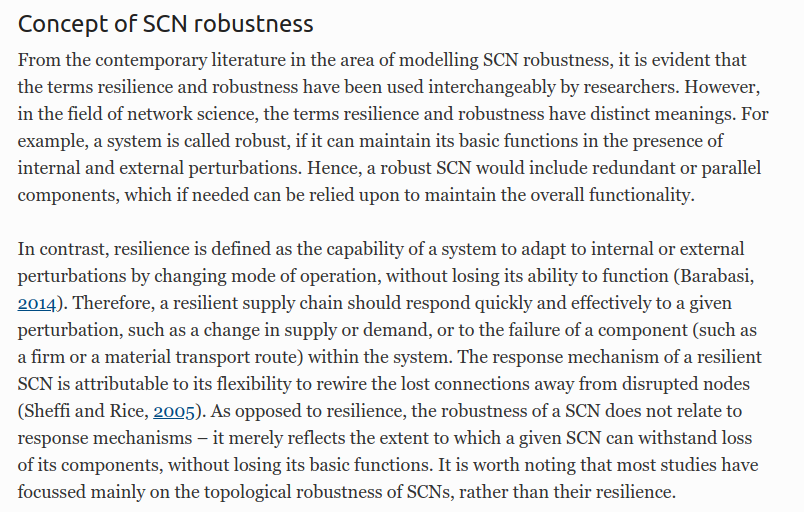 Concept of SCN robustness
From the contemporary literature in the area of modelling SCN robustness, it is evident that
the terms resilience and robustness have been used interchangeably by researchers. However,
in the field of network science, the terms resilience and robustness have distinct meanings. For
example, a system is called robust, if it can maintain its basic functions in the presence of
internal and external perturbations. Hence, a robust SCN would include redundant or parallel
components, which if needed can be relied upon to maintain the overall functionality.
In contrast, resilience is defined as the capability of a system to adapt to internal or external
perturbations by changing mode of operation, without losing its ability to function (Barabasi,
2014). Therefore, a resilient supply chain should respond quickly and effectively to a given
perturbation, such as a change in supply or demand, or to the failure of a component (such as
a firm or a material transport route) within the system. The response mechanism of a resilient
SCN is attributable to its flexibility to rewire the lost connections away from disrupted nodes
(Sheffi and Rice, 2005). As opposed to resilience, the robustness of a SCN does not relate to
response mechanisms – it merely reflects the extent to which a given SCN can withstand loss
of its components, without losing its basic functions. It is worth noting that most studies have
focussed mainly on the topological robustness of SCNs, rather than their resilience.